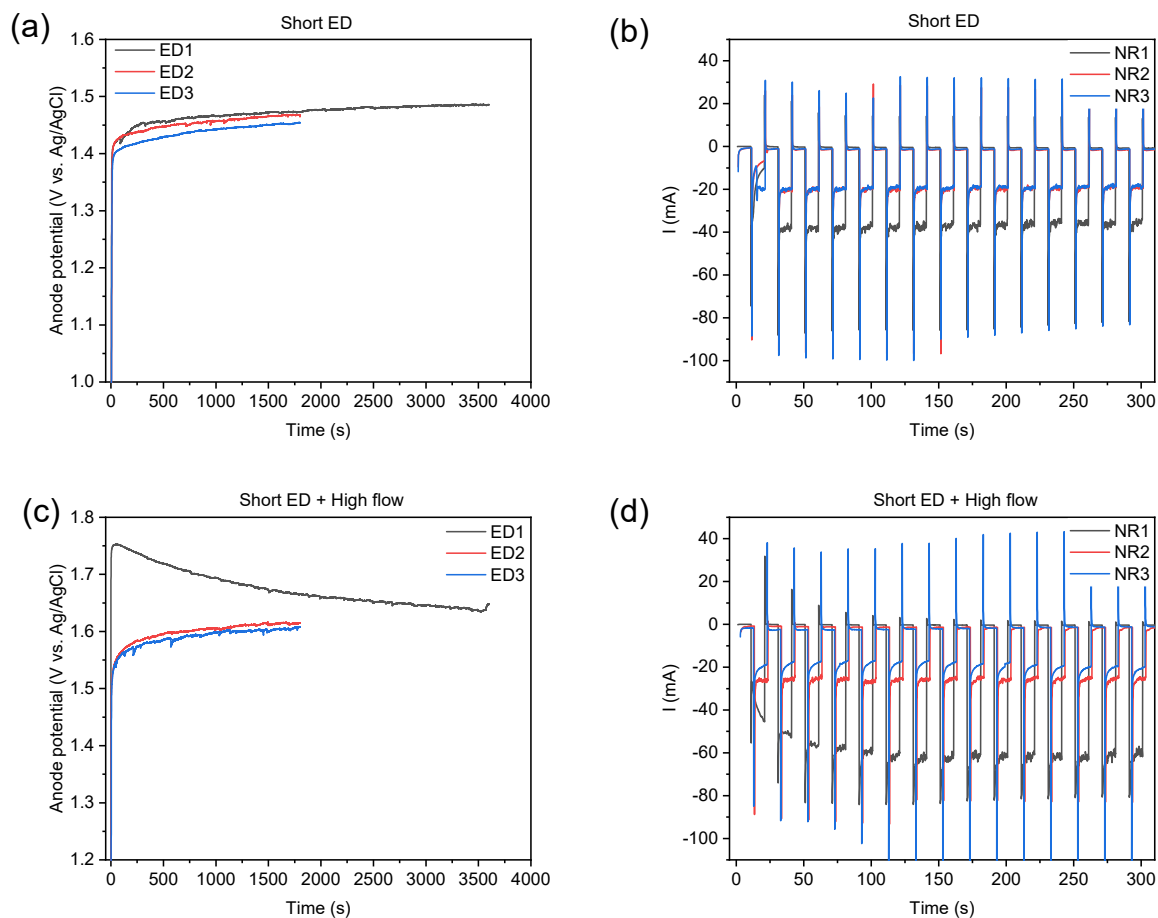 (a)
Short ED
1.6
1.5
1.4
1.3
1.2
1.1
1.0
Anode potential (V vs. Ag/AgCl)
ED1
ED2
ED3
0 500 1000 1500 2000 2500 3000 3500 4000
Time (s)
(b)
Short ED
40
20
0
-20
-40
-60
-80
-100
I (mA)
NR1
NR2
NR3
0 50 100 150 200 250 300
Time (s)
(c)
Short ED + High flow
1.8
1.7
1.6
1.5
1.4
1.3
1.2
Anode potential (V vs. Ag/AgCl)
ED1
ED2
ED3
0 500 1000 1500 2000 2500 3000 3500 4000
Time (s)
(d)
Short ED + High flow
40
20
0
-20
-40
-60
-80
-100
I (mA)
NR1
NR2
NR3
0 50 100 150 200 250 300
Time (s)